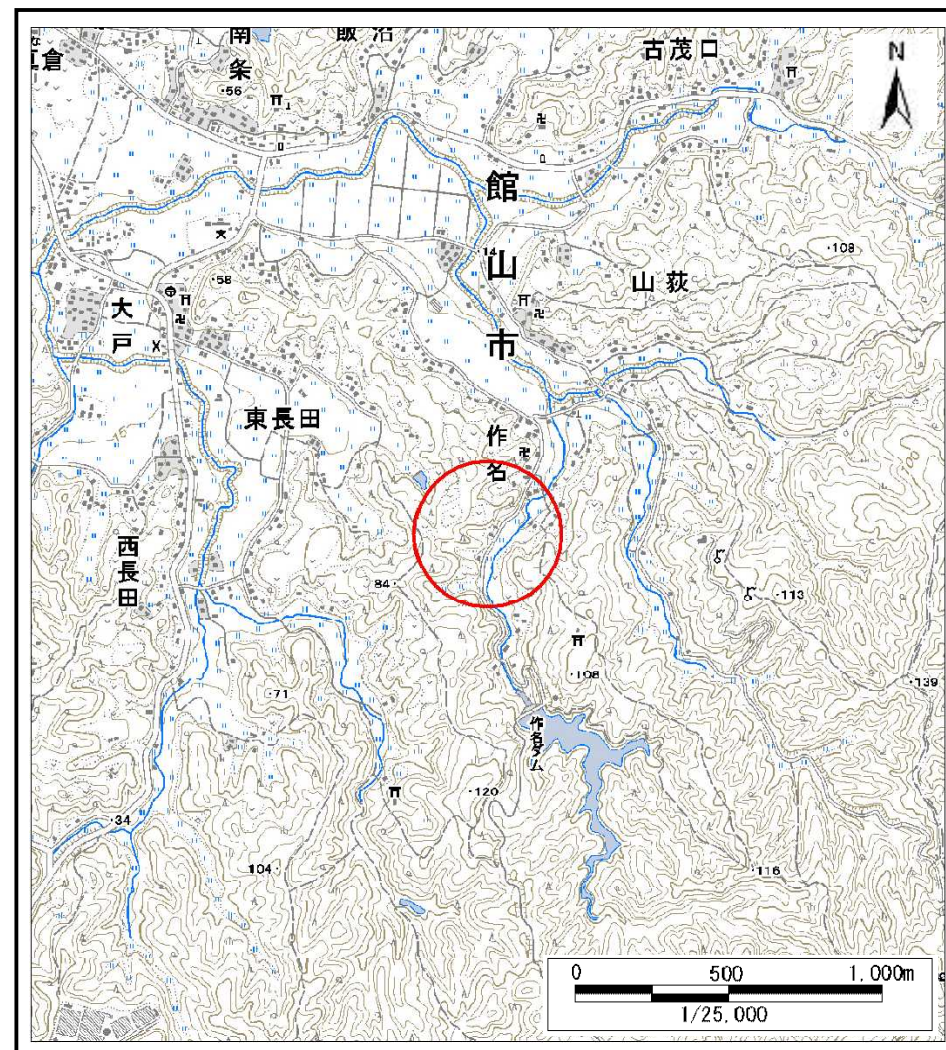 南条
飯沼
古茂口
N
倉
・56
館山市
14
・108
山荻
・58
大戸
東長田
作名
西長田
84・
・113
・71
・108
・139
作名ダム
・120
・34
104・
・116
0 500 1,000m
1/25,000